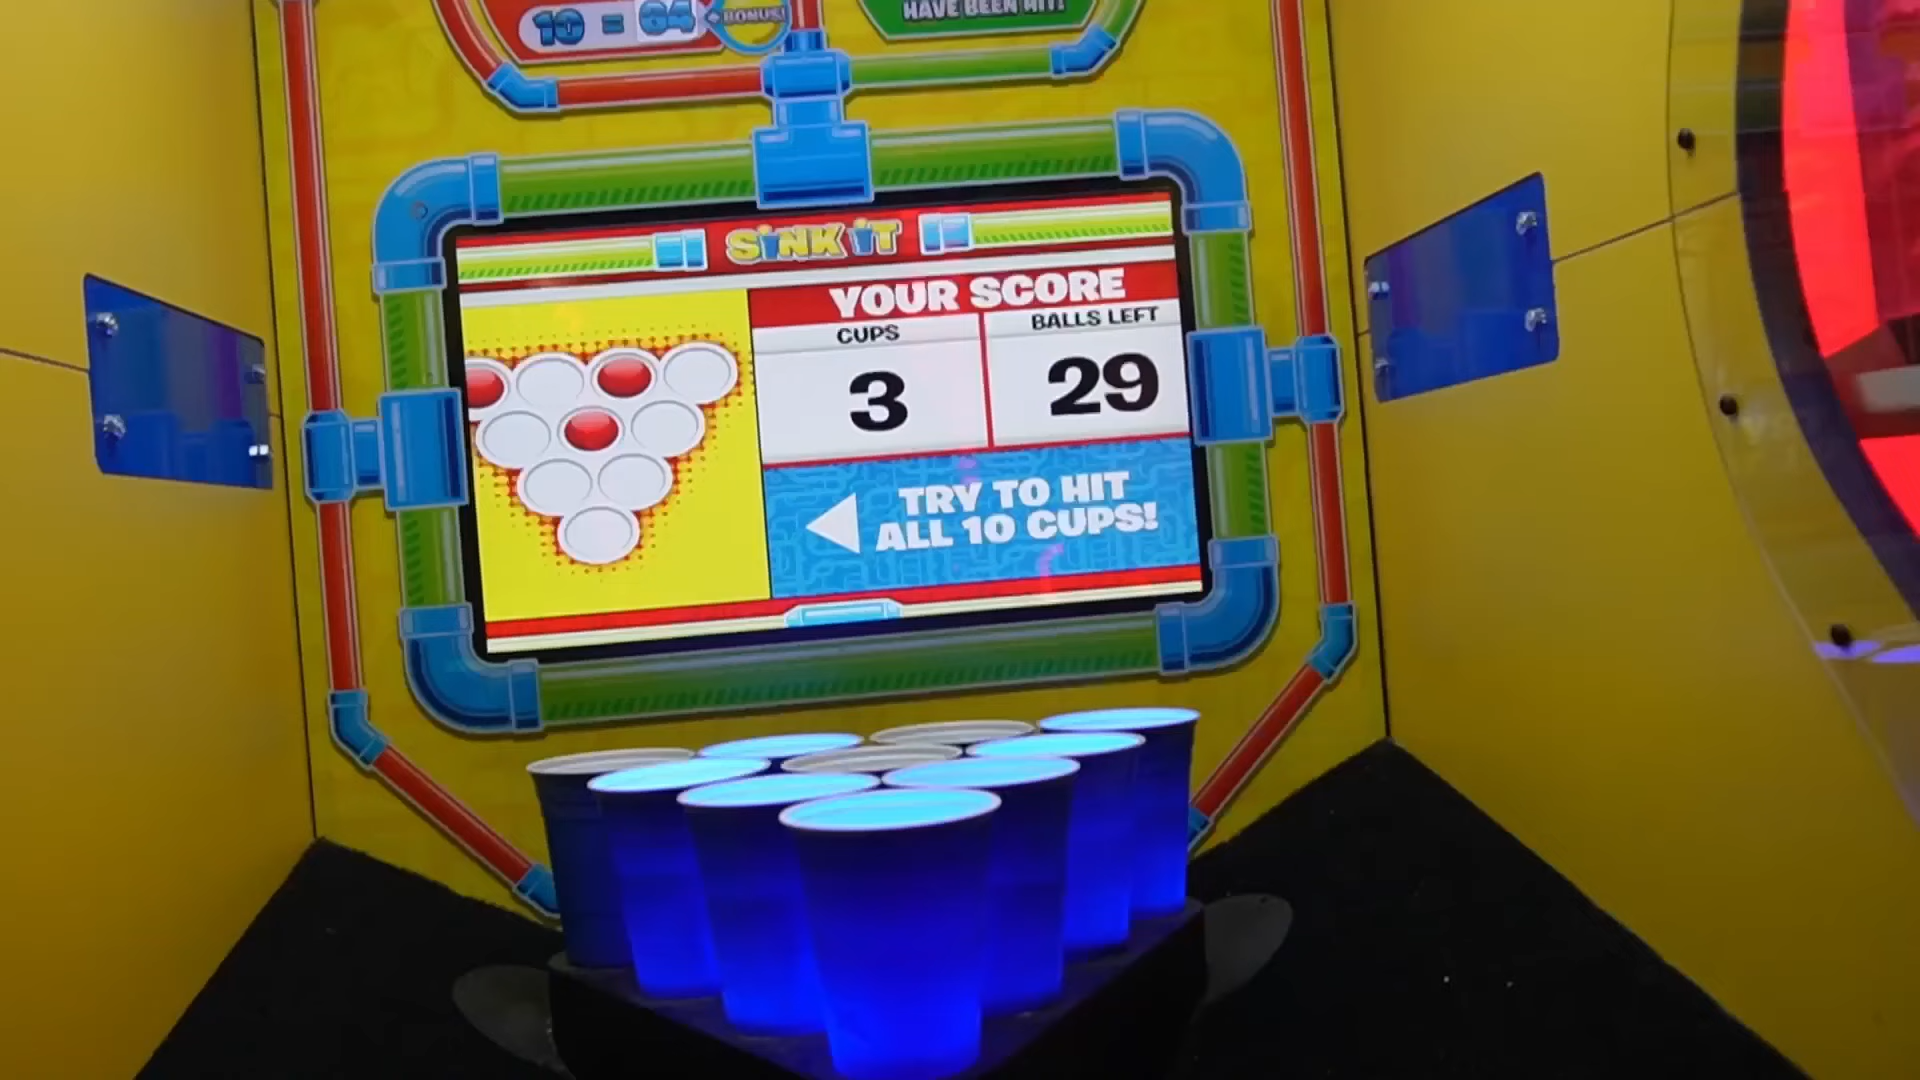 10 = 64
BONUS!
HAVE BEEN HIT!
SiNK iT
YOUR SCORE
CUPS
BALLS LEFT
3
29
TRY TO HIT
ALL 10 CUPS!